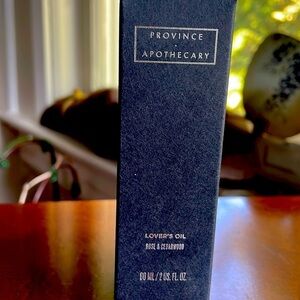 PROVINCE
APOTHECARY
LOVER'S OIL
ROSE & CEDARWOOD
60 ML / 2 US. FL. OZ